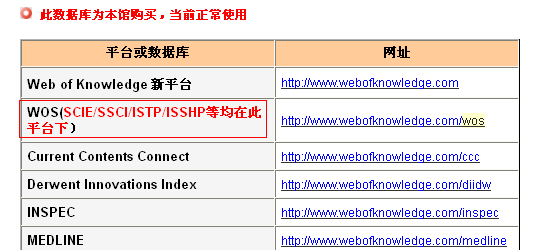 此数据库为本馆购买，当前正常使用
平台或数据库 网址
Web of Knowledge 新平台 http://www.webofknowledge.com
WOS(SCIE/SSCI/ISTP/ISSHP等均在此
平台下) http://www.webofknowledge.com/wos
Current Contents Connect http://www.webofknowledge.com/ccc
Derwent Innovations Index http://www.webofknowledge.com/diidw
INSPEC http://www.webofknowledge.com/inspec
MEDLINE http://www.webofknowledge.com/medline